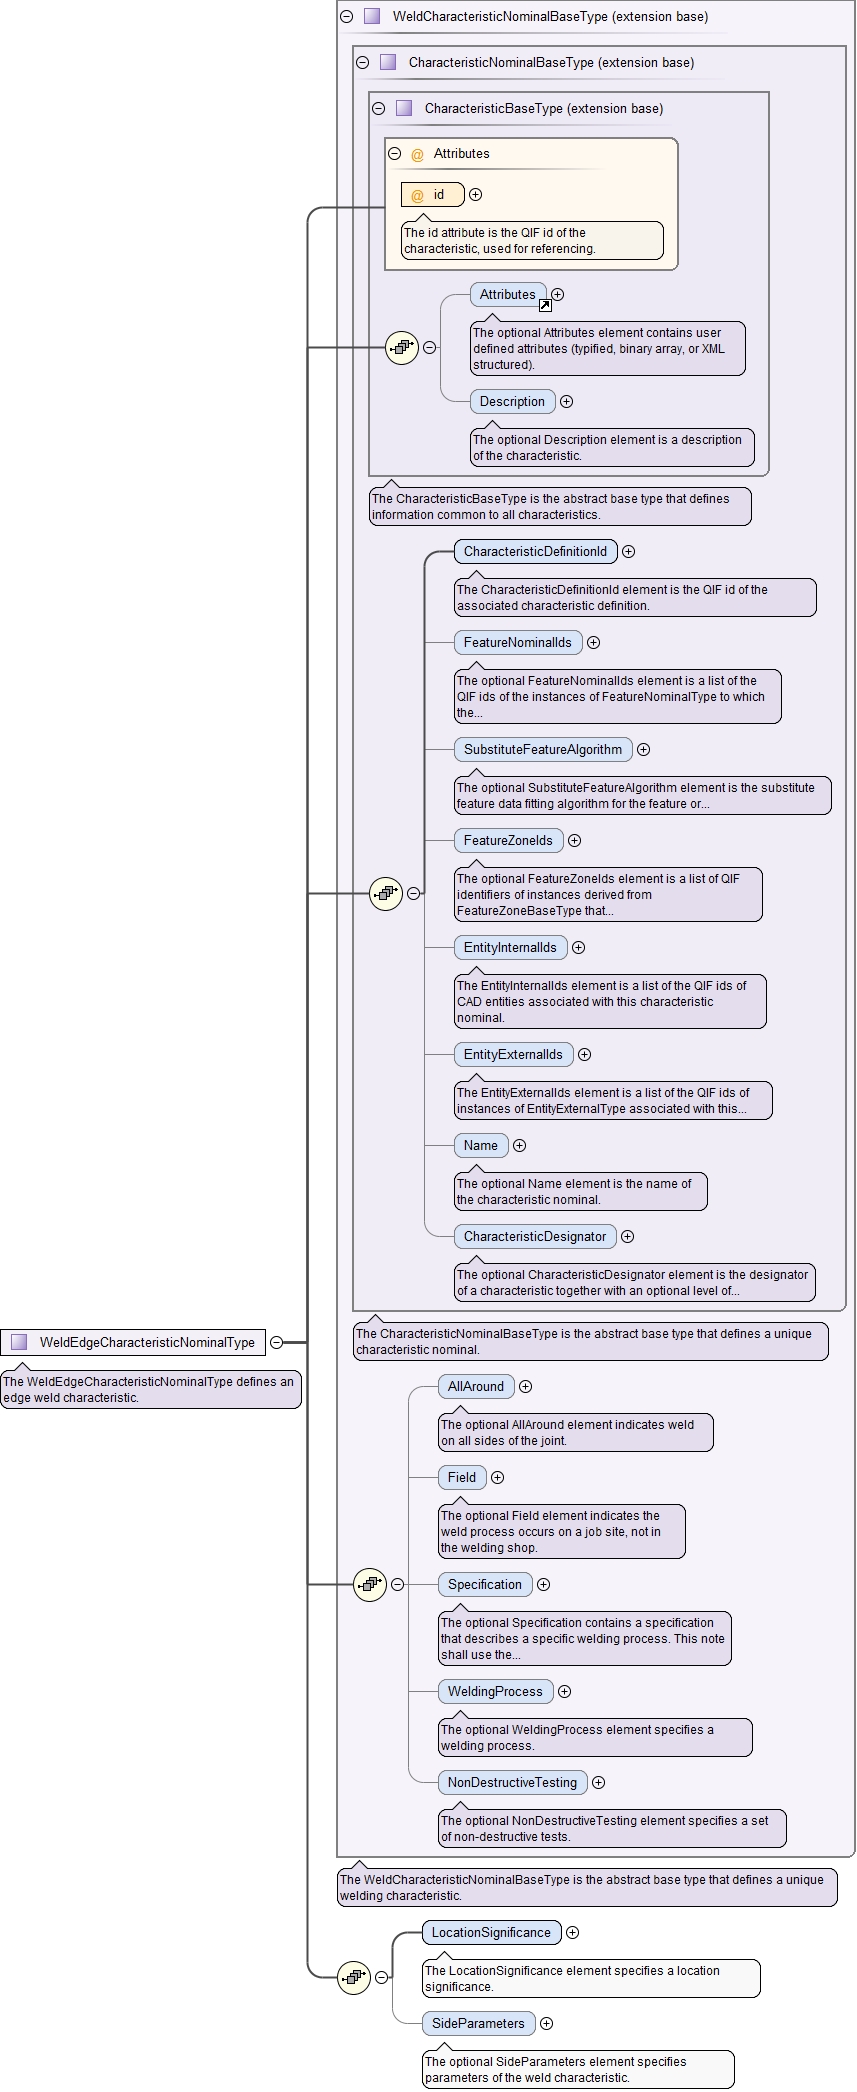 WeldCharacteristicNominalBaseType (extension base)
CharacteristicNominalBaseType (extension base)
CharacteristicBaseType (extension base)
@ Attributes
@ id
The id attribute is the QIF id of the
characteristic, used for referencing.
Attributes
The optional Attributes element contains user
defined attributes (typified, binary array, or XML
structured).
Description
The optional Description element is a description
of the characteristic.
The CharacteristicBaseType is the abstract base type that defines
information common to all characteristics.
CharacteristicDefinitionId
The CharacteristicDefinitionId element is the QIF id of the
associated characteristic definition.
FeatureNominalIds
The optional FeatureNominalIds element is a list of the
QIF ids of the instances of FeatureNominalType to which
the...
SubstituteFeatureAlgorithm
The optional SubstituteFeatureAlgorithm element is the substitute
feature data fitting algorithm for the feature or...
FeatureZoneIds
The optional FeatureZoneIds element is a list of QIF
identifiers of instances derived from
FeatureZoneBaseType that...
EntityInternalIds
The EntityInternalIds element is a list of the QIF ids of
CAD entities associated with this characteristic
nominal.
EntityExternalIds
The EntityExternalIds element is a list of the QIF ids of
instances of EntityExternalType associated with this...
Name
The optional Name element is the name of
the characteristic nominal.
CharacteristicDesignator
The optional CharacteristicDesignator element is the designator
of a characteristic together with an optional level of...
WeldEdgeCharacteristicNominalType
The WeldEdgeCharacteristicNominalType defines an
edge weld characteristic.
The CharacteristicNominalBaseType is the abstract base type that defines a unique
characteristic nominal.
AllAround
The optional AllAround element indicates weld
on all sides of the joint.
Field
The optional Field element indicates the
weld process occurs on a job site, not in
the welding shop.
Specification
The optional Specification contains a specification
that describes a specific welding process. This note
shall use the...
WeldingProcess
The optional WeldingProcess element specifies a
welding process.
NonDestructiveTesting
The optional NonDestructiveTesting element specifies a set
of non-destructive tests.
The WeldCharacteristicNominalBaseType is the abstract base type that defines a unique
welding characteristic.
LocationSignificance
The LocationSignificance element specifies a location
significance.
SideParameters
The optional SideParameters element specifies
parameters of the weld characteristic.